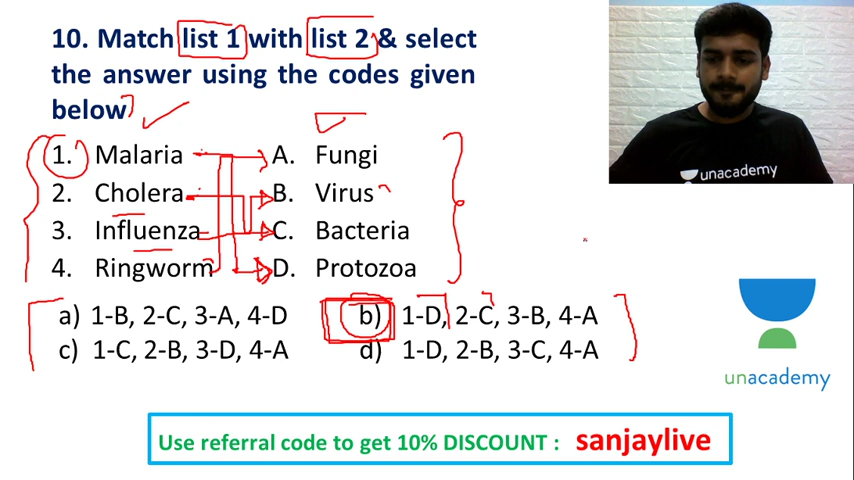 10. Match list 1 with list 2 & select
the answer using the codes given
below
1. Malaria A. Fungi
2. Cholera B. Virus
3. Influenza C. Bacteria
4. Ringworm D. Protozoa
a) 1-B, 2-C, 3-A, 4-D b) 1-D, 2-C, 3-B, 4-A
c) 1-C, 2-B, 3-D, 4-A d) 1-D, 2-B, 3-C, 4-A
unacademy
unacademy
Use referral code to get 10% DISCOUNT : sanjaylive